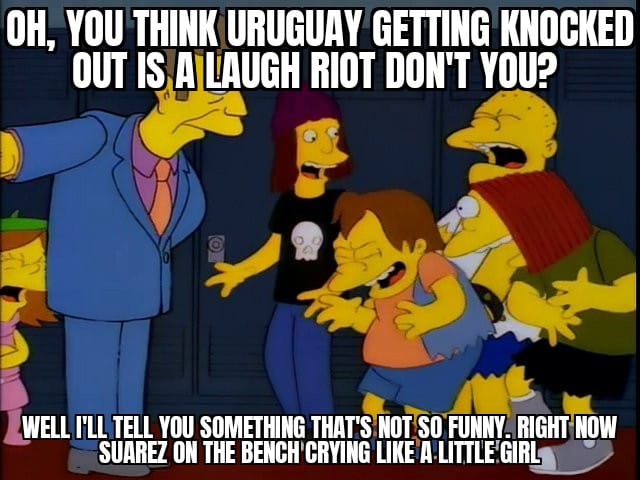 OH, YOU THINK URUGUAY GETTING KNOCKED
OUT IS A LAUGH RIOT DON'T YOU?
WELL I'LL TELL YOU SOMETHING THAT'S NOT SO FUNNY. RIGHT NOW
SUAREZ ON THE BENCH CRYING LIKE A LITTLE GIRL